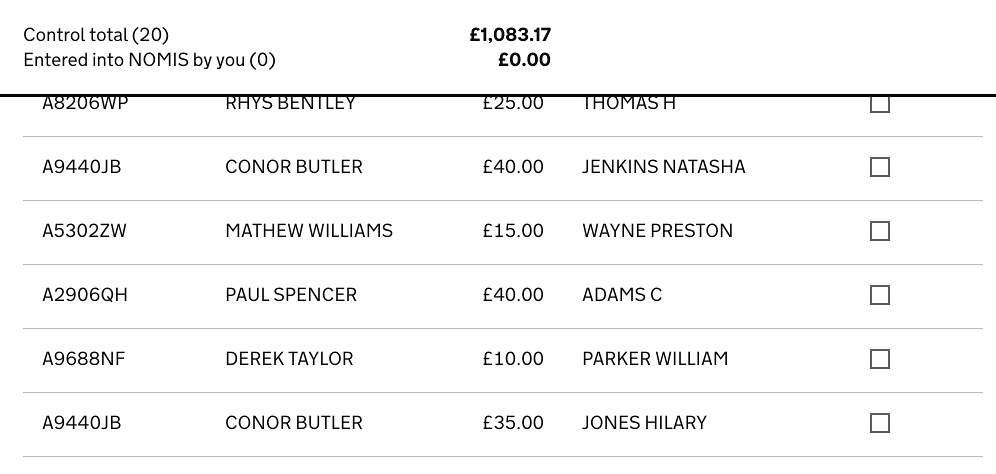 Control total (20) £1,083.17
Entered into NOMIS by you (0) £0.00
A8206WP RHYS BENTLEY £25.00 THOMAS H
A9440JB CONOR BUTLER £40.00 JENKINS NATASHA
A5302ZW MATHEW WILLIAMS £15.00 WAYNE PRESTON
A2906QH PAUL SPENCER £40.00 ADAMS C
A9688NF DEREK TAYLOR £10.00 PARKER WILLIAM
A9440JB CONOR BUTLER £35.00 JONES HILARY